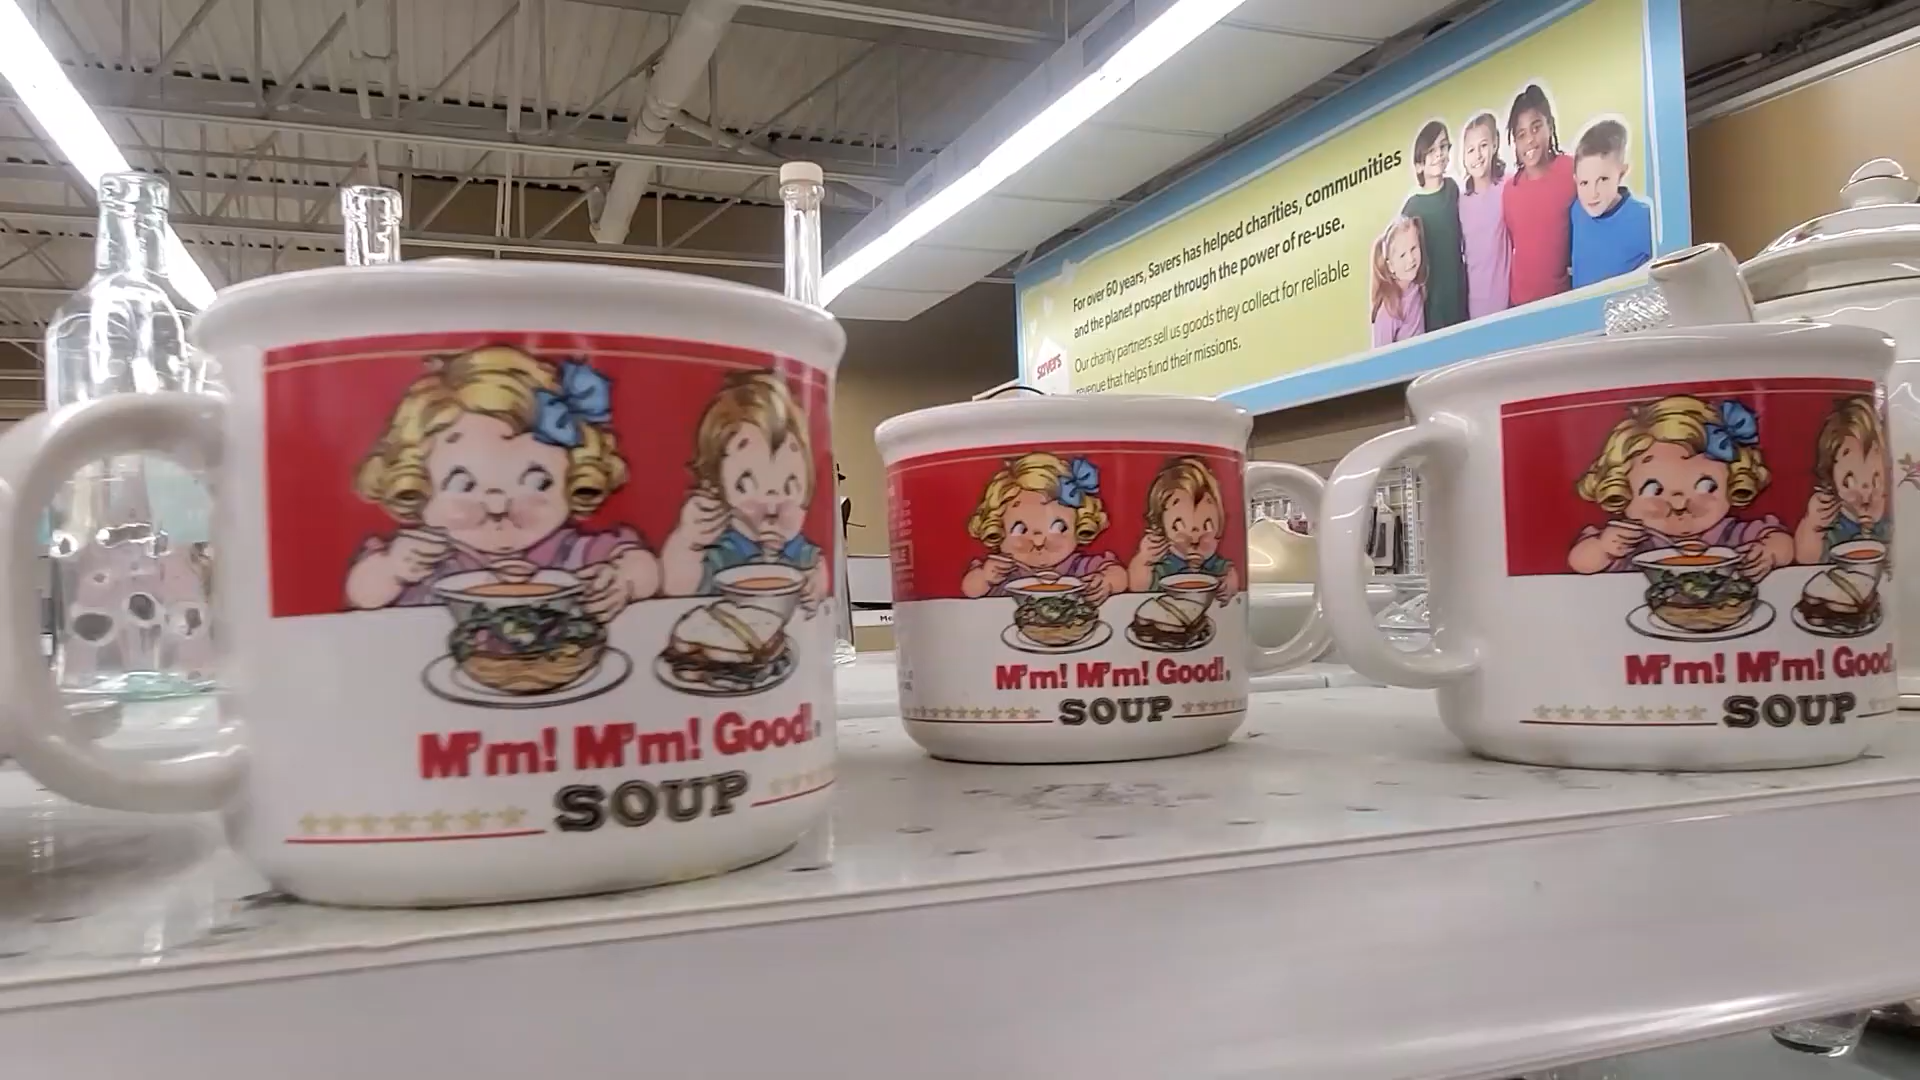 For over 60 years, Savers has helped charities, communities
and the planet prosper through the power of re-use.
Our charity partners sell us goods they collect for reliable
revenue that helps fund their missions.
savers
M'm! M'm! Good!
SOUP
M'm! M'm! Good!
SOUP
M'm! M'm! Good!
SOUP